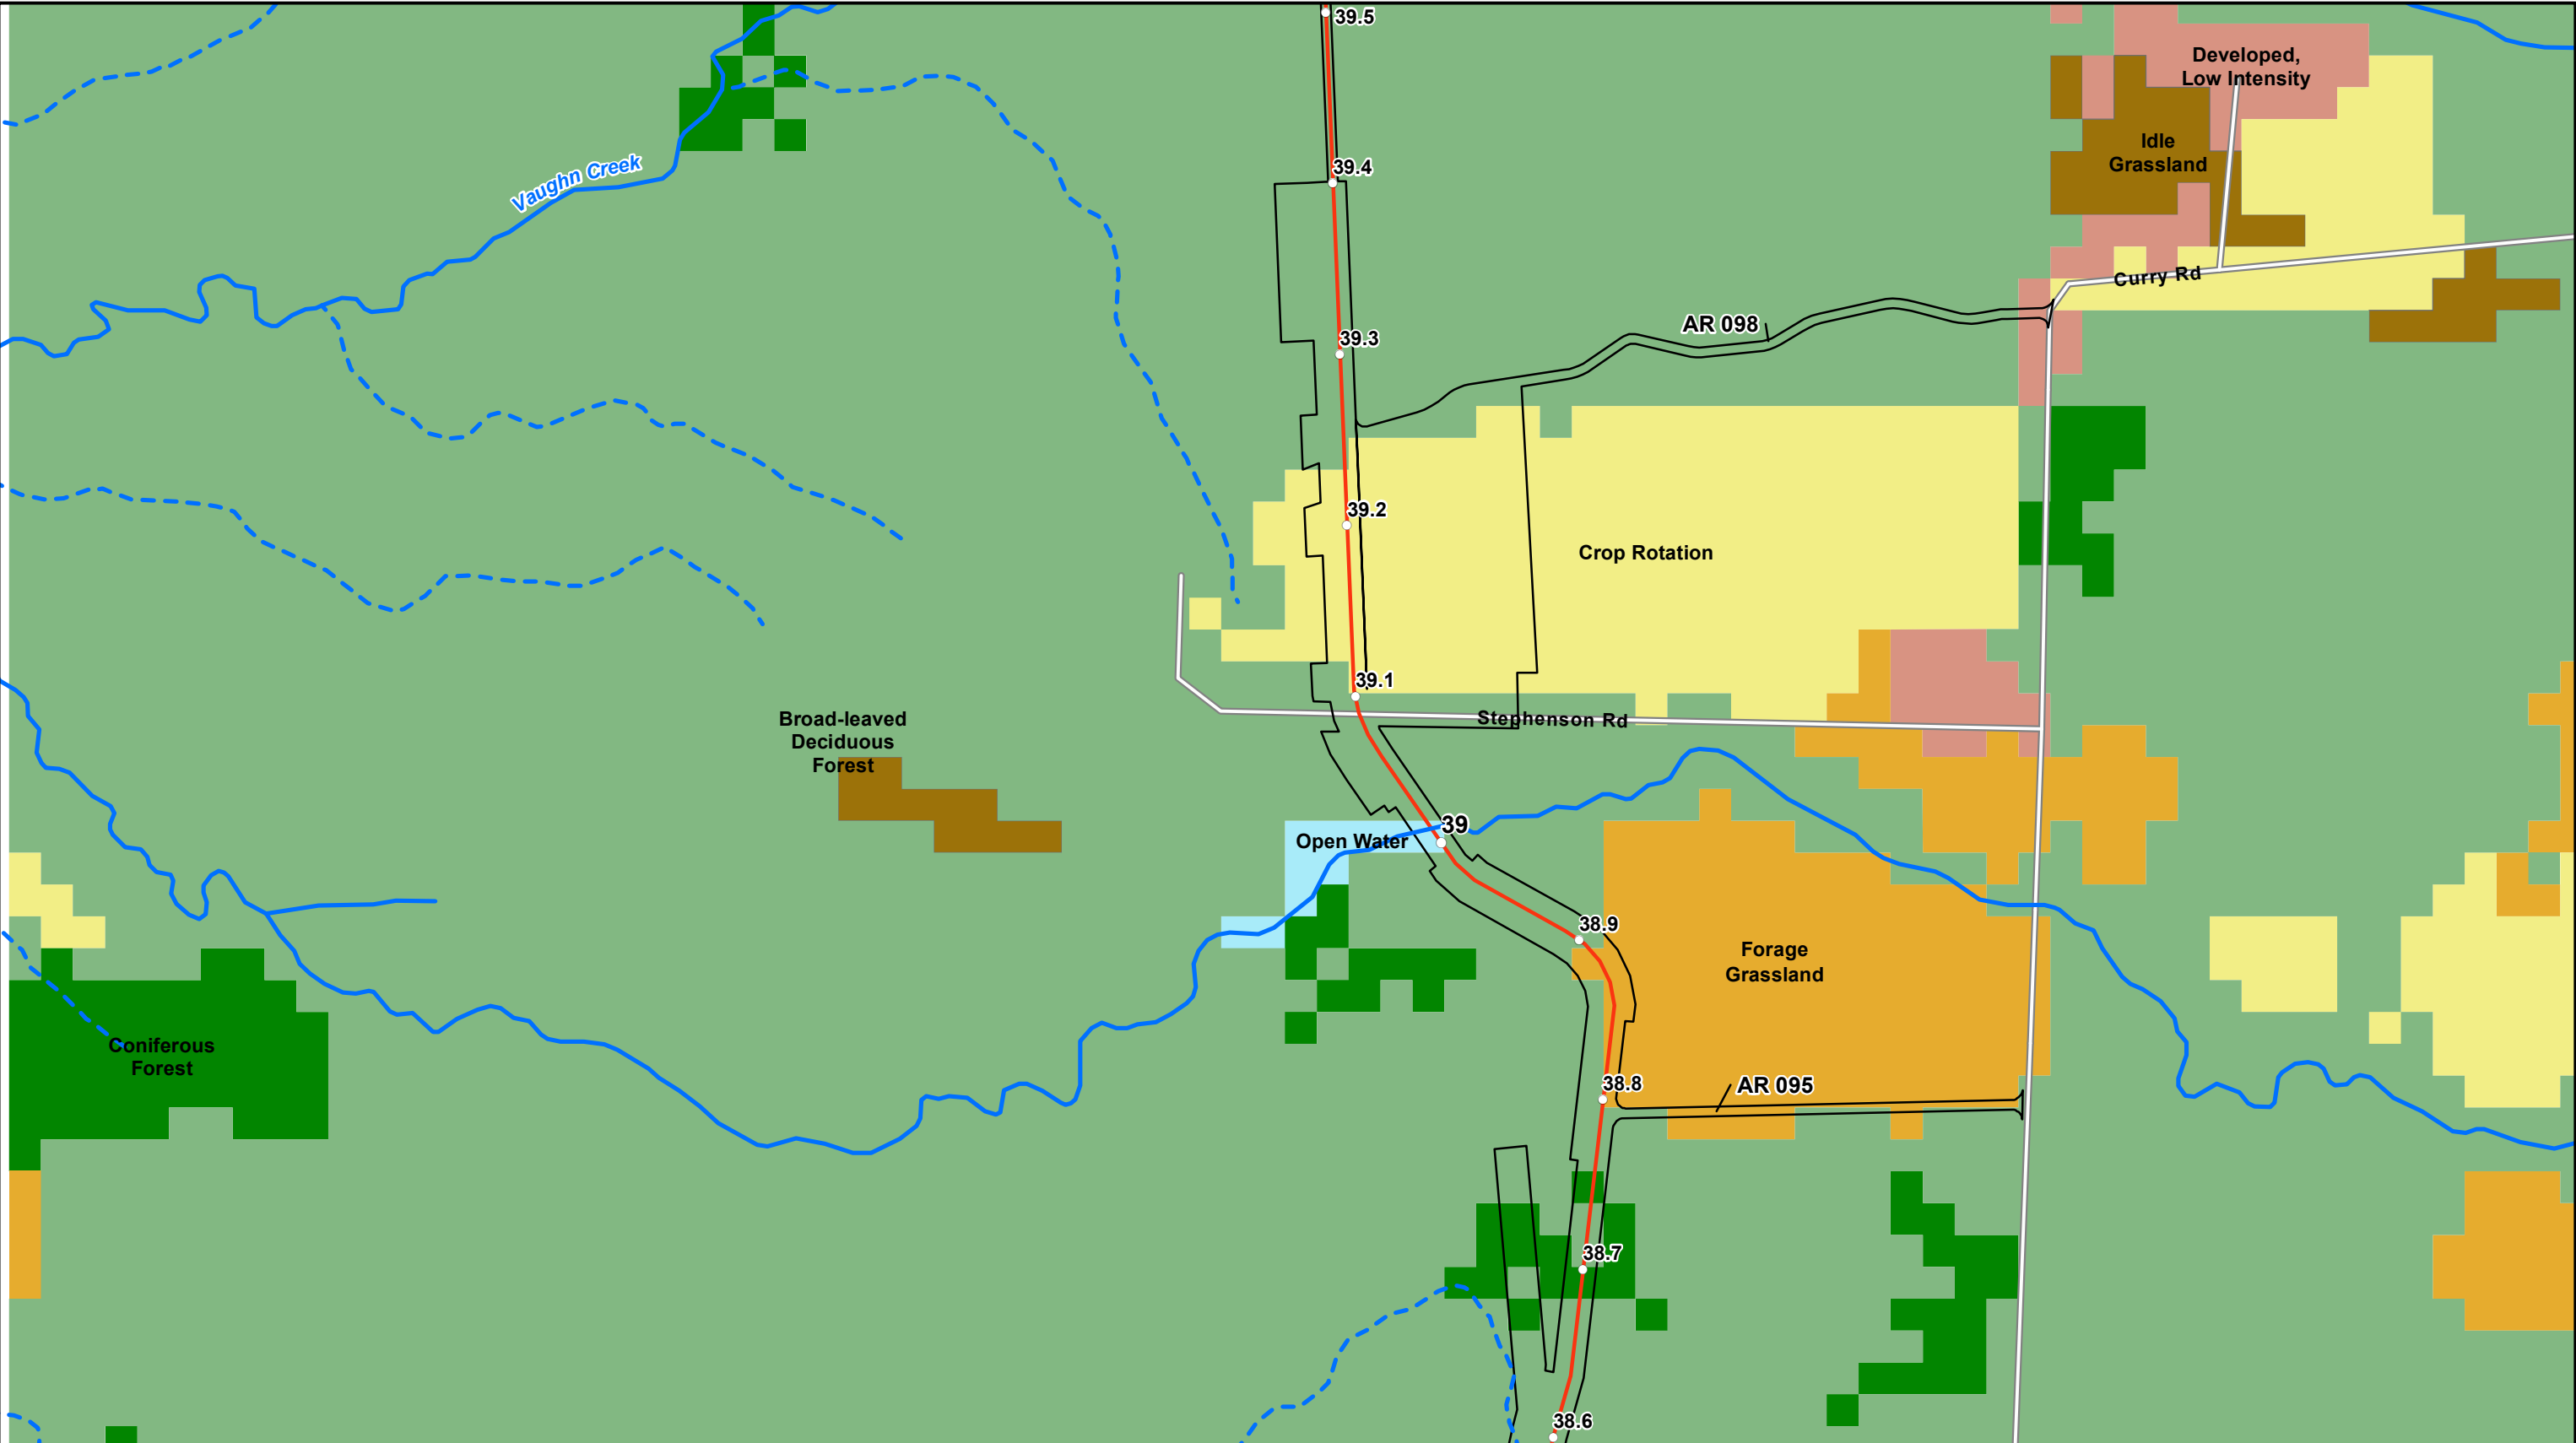 39.5
Developed,
Low Intensity
Idle
Grassland
39.4
Vaughn Creek
Curry Rd
AR 098
39.3
39.2
Crop Rotation
39.1
Stephenson Rd
Broad-leaved
Deciduous
Forest
39
Open Water
38.9
Forage
Grassland
Coniferous
Forest
38.8
AR 095
38.7
38.6